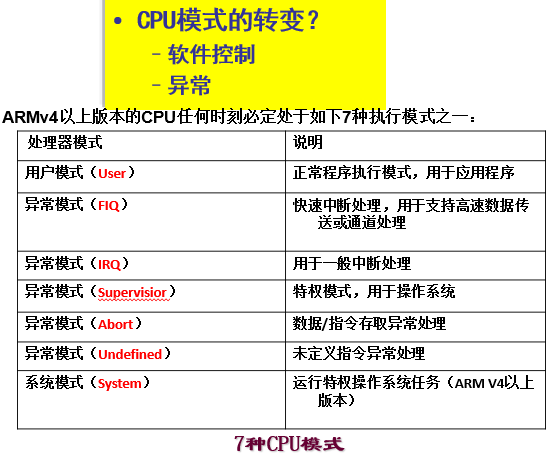 • CPU模式的转变？
–软件控制
–异常
ARMv4以上版本的CPU任何时刻必定处于如下7种执行模式之一：
处理器模式 说明
用户模式（User） 正常程序执行模式，用于应用程序
异常模式（FIQ） 快速中断处理，用于支持高速数据传
送或通道处理
异常模式（IRQ） 用于一般中断处理
异常模式（Supervisior） 特权模式，用于操作系统
异常模式（Abort） 数据/指令存取异常处理
异常模式（Undefined） 未定义指令异常处理
系统模式（System） 运行特权操作系统任务（ARM V4以上
版本）
7种CPU模式